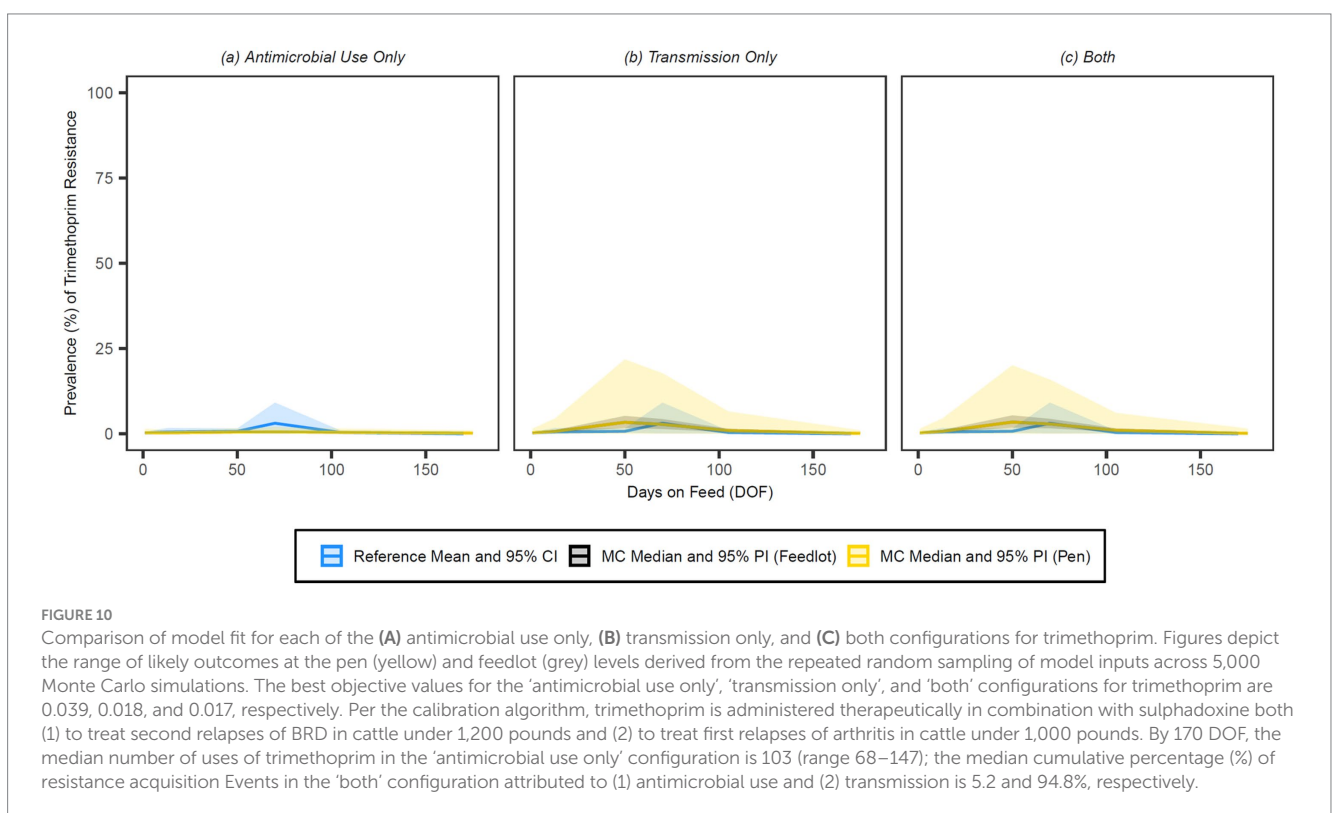 (a) Antimicrobial Use Only
(b) Transmission Only
(c) Both
Prevalence (%) of Trimethoprim Resistance
100
75
50
25
0
0 50 100 150
0 50 100 150
0 50 100 150
Days on Feed (DOF)
Reference Mean and 95% CI MC Median and 95% PI (Feedlot) MC Median and 95% PI (Pen)
FIGURE 10
Comparison of model fit for each of the (A) antimicrobial use only, (B) transmission only, and (C) both configurations for trimethoprim. Figures depict
the range of likely outcomes at the pen (yellow) and feedlot (grey) levels derived from the repeated random sampling of model inputs across 5,000
Monte Carlo simulations. The best objective values for the ‘antimicrobial use only’, ‘transmission only’, and ‘both’ configurations for trimethoprim are
0.039, 0.018, and 0.017, respectively. Per the calibration algorithm, trimethoprim is administered therapeutically in combination with sulphadoxine both
(1) to treat second relapses of BRD in cattle under 1,200 pounds and (2) to treat first relapses of arthritis in cattle under 1,000 pounds. By 170 DOF, the
median number of uses of trimethoprim in the ‘antimicrobial use only’ configuration is 103 (range 68–147); the median cumulative percentage (%) of
resistance acquisition Events in the ‘both’ configuration attributed to (1) antimicrobial use and (2) transmission is 5.2 and 94.8%, respectively.